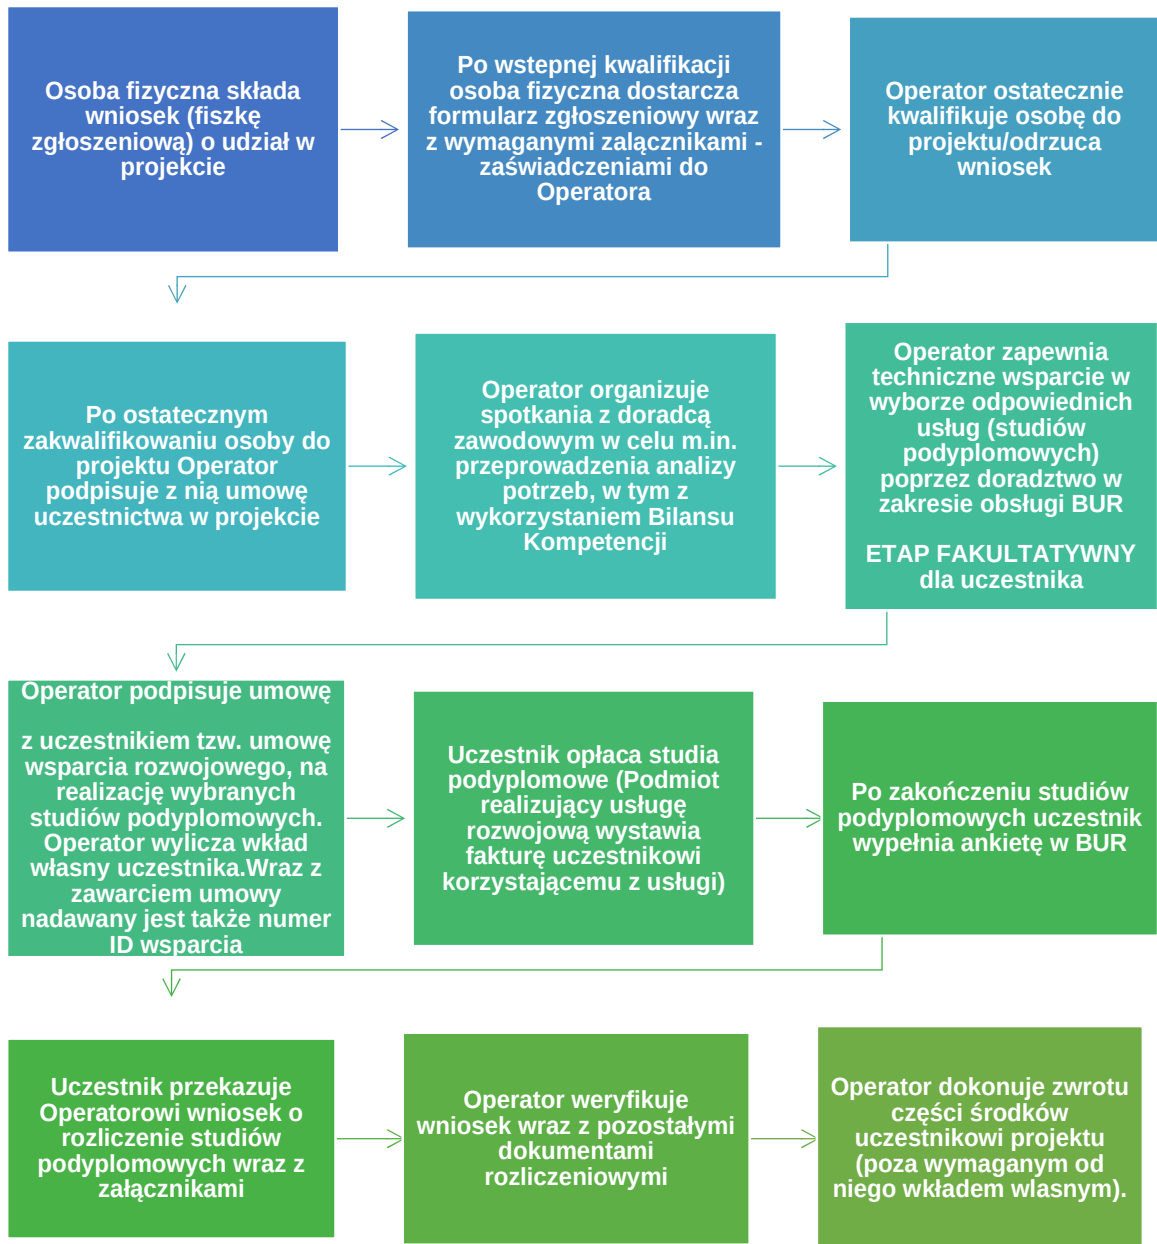 Osoba fizyczna składa
wniosek (fiszkę
zgłoszeniową) o udział w
projekcie
Po wstepnej kwalifikacji
osoba fizyczna dostarcza
formularz zgłoszeniowy wraz
z wymaganymi zalącznikami -
zaświadczeniami do
Operatora
Operator ostatecznie
kwalifikuje osobę do
projektu/odrzuca
wniosek
Po ostatecznym
zakwalifikowaniu osoby do
projektu Operator
podpisuje z nią umowę
uczestnictwa w projekcie
Operator organizuje
spotkania z doradcą
zawodowym w celu m.in.
przeprowadzenia analizy
potrzeb, w tym z
wykorzystaniem Bilansu
Kompetencji
Operator zapewnia
techniczne wsparcie w
wyborze odpowiednich
usług (studiów
podyplomowych)
poprzez doradztwo w
zakresie obsługi BUR
ETAP FAKULTATYWNY
dla uczestnika
Operator podpisuje umowę
z uczestnikiem tzw. umowę
wsparcia rozwojowego, na
realizację wybranych
studiów podyplomowych.
Operator wylicza wkład
własny uczestnika.Wraz z
zawarciem umowy
nadawany jest także numer
ID wsparcia
Uczestnik opłaca studia
podyplomowe (Podmiot
realizujący usługę
rozwojową wystawia
fakturę uczestnikowi
korzystającemu z usługi)
Po zakończeniu studiów
podyplomowych uczestnik
wypełnia ankietę w BUR
Uczestnik przekazuje
Operatorowi wniosek o
rozliczenie studiów
podyplomowych wraz z
załącznikami
Operator weryfikuje
wniosek wraz z pozostałymi
dokumentami
rozliczeniowymi
Operator dokonuje zwrotu
części środków
uczestnikowi projektu
(poza wymaganym od
niego wkładem wlasnym).